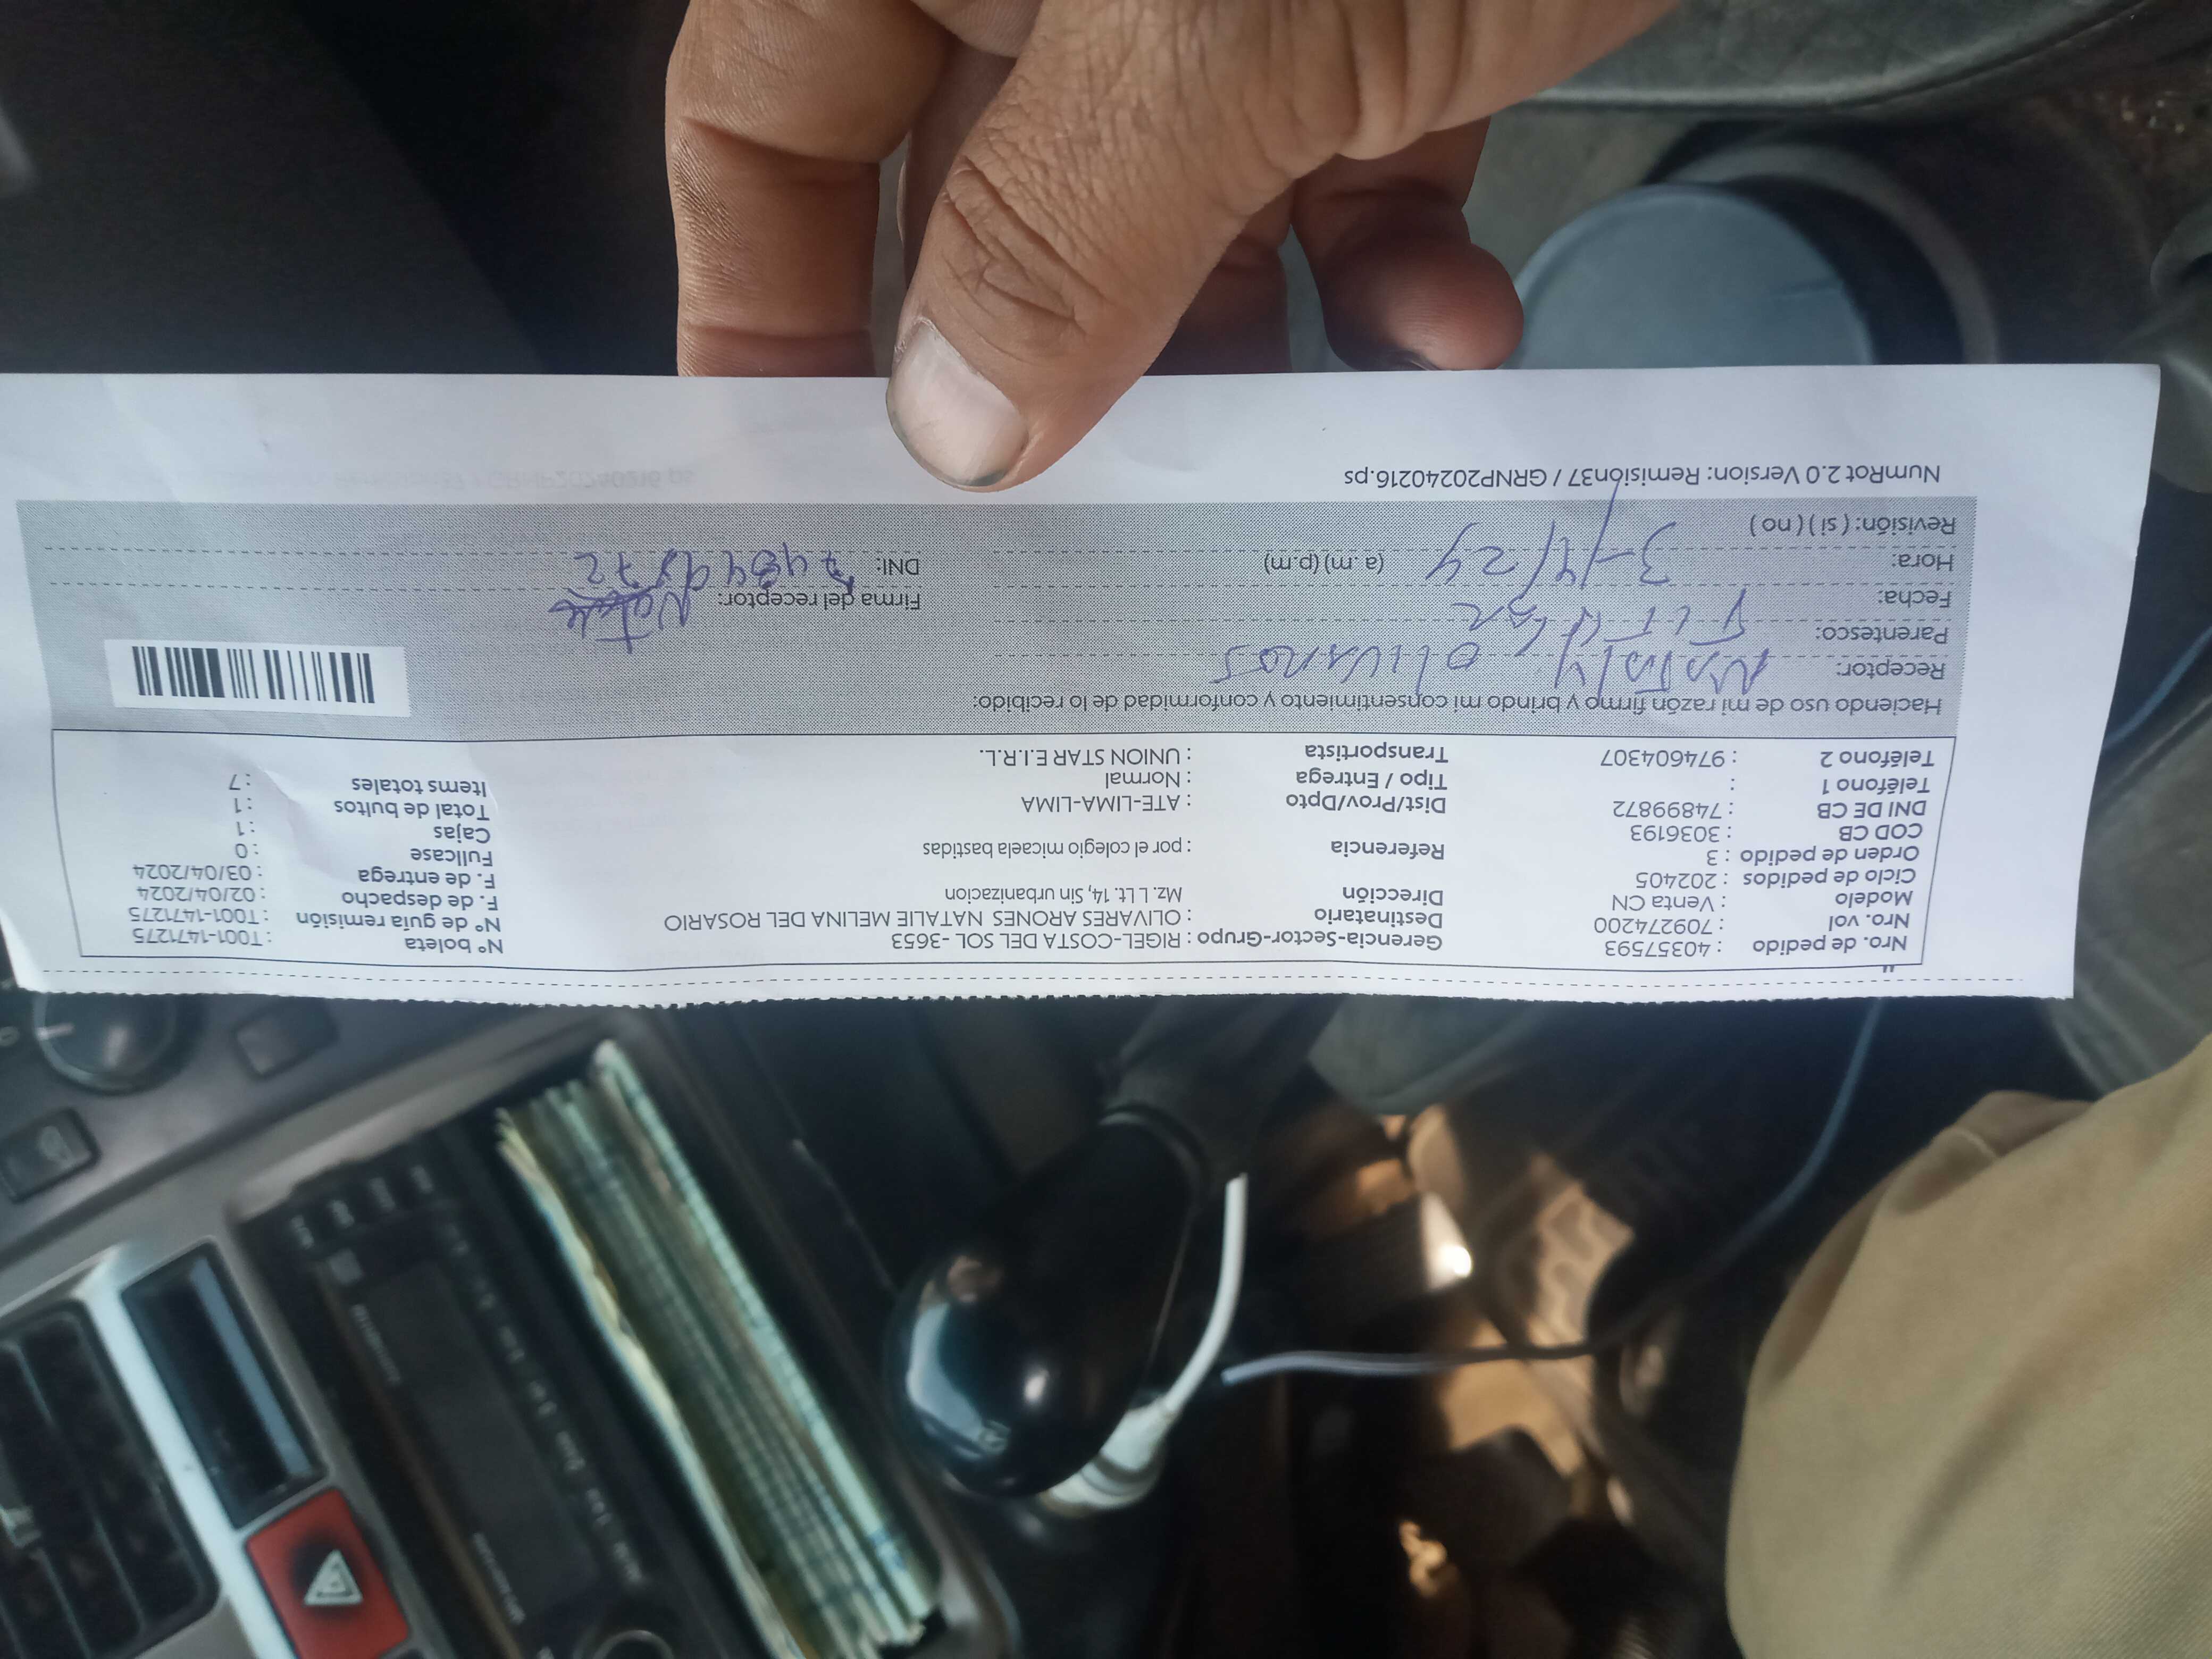 Nro. de pedido : 40357593 Gerencia-Sector-Grupo : RIGEL-COSTA DEL SOL -3653 N° boleta : T001-1471275
Nro. vol : 709274200 Destinatario : OLIVARES ARONES NATALIE MELINA DEL ROSARIO N° de guía remisión : T001-1471275
Modelo : Venta CN Dirección Mz. L Lt. 14, Sin urbanizacion F. de despacho : 02/04/2024
Ciclo de pedidos : 202405 F. de entrega : 03/04/2024
Orden de pedido : 3 Referencia : por el colegio micaela bastidas Fullcase : 0
COD CB : 3036193 Cajas : 1
DNI DE CB : 74899872 Dist/Prov/Dpto : ATE-LIMA-LIMA Total de bultos : 1
Teléfono 1 : Tipo / Entrega : Normal Items totales : 7
Teléfono 2 : 974604307 Transportista : UNION STAR E.I.R.L.
Haciendo uso de mi razón firmo y brindo mi consentimiento y conformidad de lo recibido:
Receptor: Nataly Olivares
Parentesco: Titular Firma del receptor: Natalie
Fecha: 3-4/24 DNI:
Hora: (a. m) (p.m)
Revisión: ( si ) ( no )
NumRot 2.0 Version: Remisión37 / GRNP20240216.ps